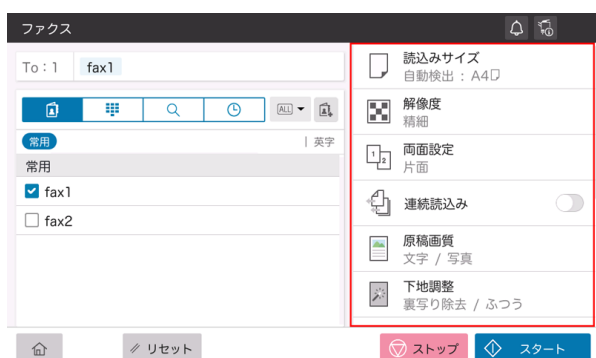 ファクス
To：1 fax1
ALL
常用 | 英字
常用
fax1
fax2
読込みサイズ
自動検出 : A4
解像度
精細
1 2
両面設定
片面
連続読込み
原稿画質
文字 / 写真
下地調整
裏写り除去 / ふつう
リセット
ストップ
スタート